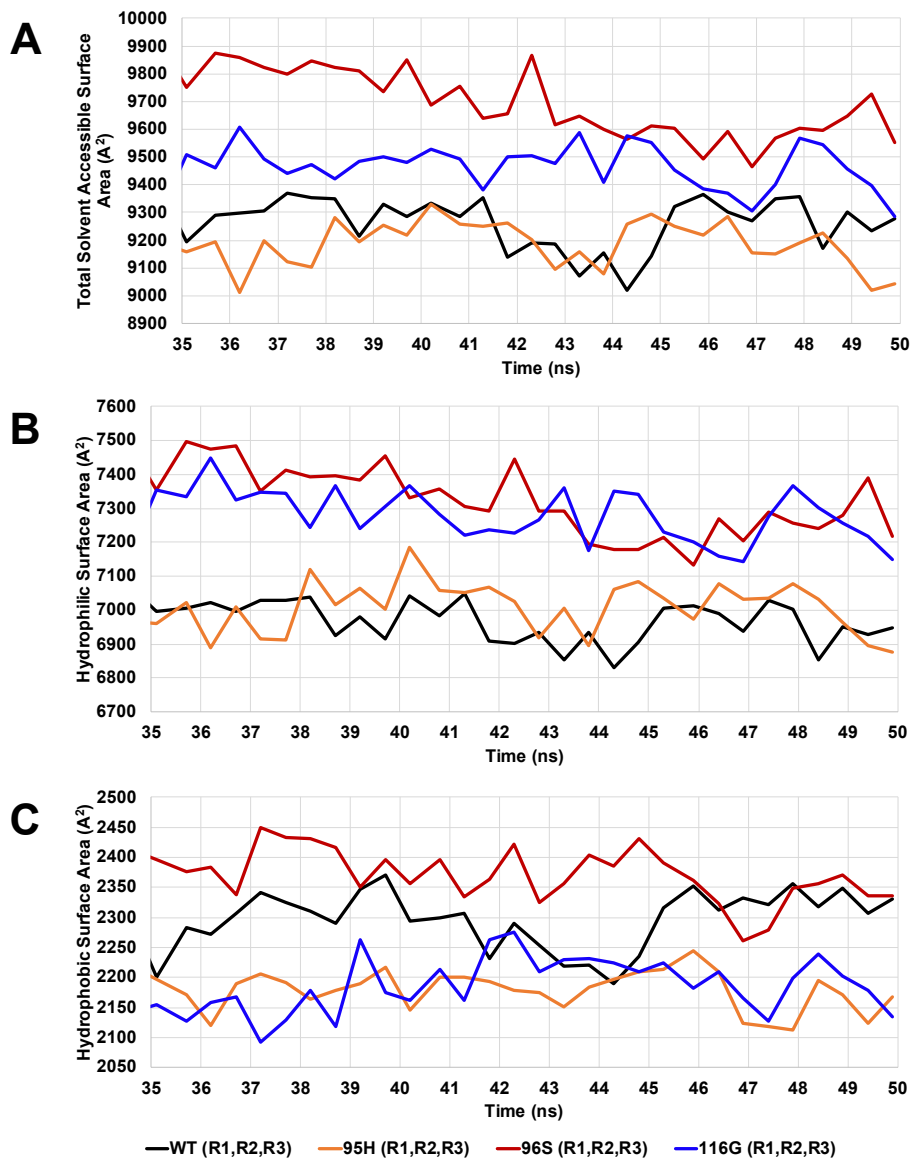 A
Total Solvent Accessible Surface
Area (A²)
10000
9900
9800
9700
9600
9500
9400
9300
9200
9100
9000
8900
35 36 37 38 39 40 41 42 43 44 45 46 47 48 49 50
Time (ns)
B
Hydrophilic Surface Area (A²)
7600
7500
7400
7300
7200
7100
7000
6900
6800
6700
35 36 37 38 39 40 41 42 43 44 45 46 47 48 49 50
Time (ns)
C
Hydrophobic Surface Area (A²)
2500
2450
2400
2350
2300
2250
2200
2150
2100
2050
35 36 37 38 39 40 41 42 43 44 45 46 47 48 49 50
Time (ns)
WT (R1,R2,R3) 95H (R1,R2,R3) 96S (R1,R2,R3) 116G (R1,R2,R3)